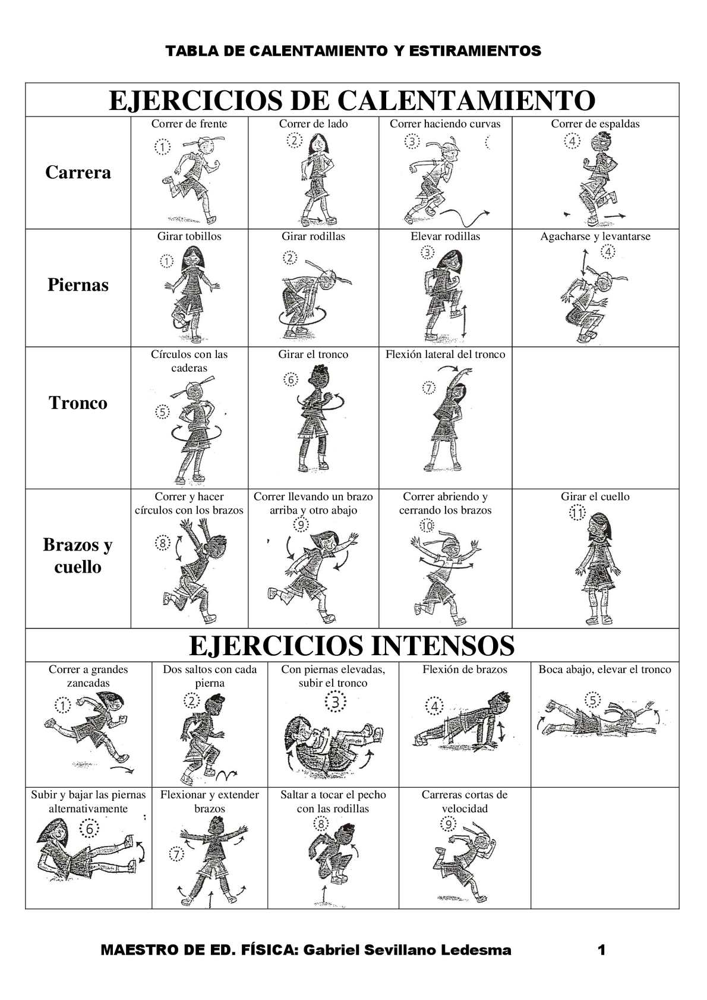 TABLA DE CALENTAMIENTO Y ESTIRAMIENTOS
EJERCICIOS DE CALENTAMIENTO
Carrera
Correr de frente
1
Correr de lado
2
Correr haciendo curvas
3
Correr de espaldas
4
Piernas
Girar tobillos
1
Girar rodillas
2
Elevar rodillas
3
Agacharse y levantarse
4
Tronco
Círculos con las
caderas
5
Girar el tronco
6
Flexión lateral del tronco
7
Brazos y
cuello
Correr y hacer
círculos con los brazos
8
Correr llevando un brazo
arriba y otro abajo
9
Correr abriendo y
cerrando los brazos
10
Girar el cuello
11
EJERCICIOS INTENSOS
Correr a grandes
zancadas
1
Dos saltos con cada
pierna
2
Con piernas elevadas,
subir el tronco
3
Flexión de brazos
4
Boca abajo, elevar el tronco
5
Subir y bajar las piernas
alternativamente
6
Flexionar y extender
brazos
7
Saltar a tocar el pecho
con las rodillas
8
Carreras cortas de
velocidad
9
MAESTRO DE ED. FÍSICA: Gabriel Sevillano Ledesma 1